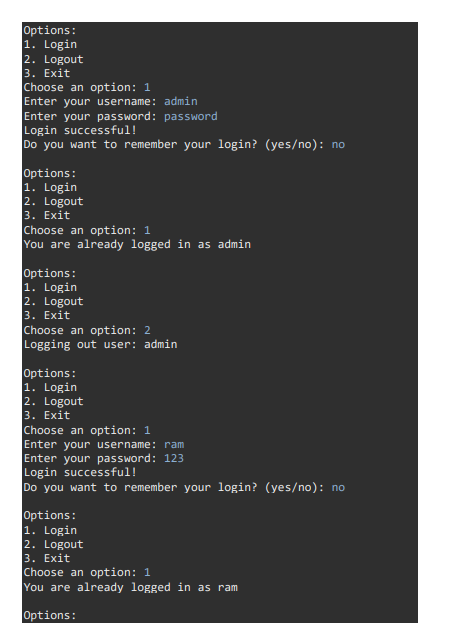 Options:
1. Login
2. Logout
3. Exit
Choose an option: 1
Enter your username: admin
Enter your password: password
Login successful!
Do you want to remember your login? (yes/no): no
Options:
1. Login
2. Logout
3. Exit
Choose an option: 1
You are already logged in as admin
Options:
1. Login
2. Logout
3. Exit
Choose an option: 2
Logging out user: admin
Options:
1. Login
2. Logout
3. Exit
Choose an option: 1
Enter your username: ram
Enter your password: 123
Login successful!
Do you want to remember your login? (yes/no): no
Options:
1. Login
2. Logout
3. Exit
Choose an option: 1
You are already logged in as ram
Options: